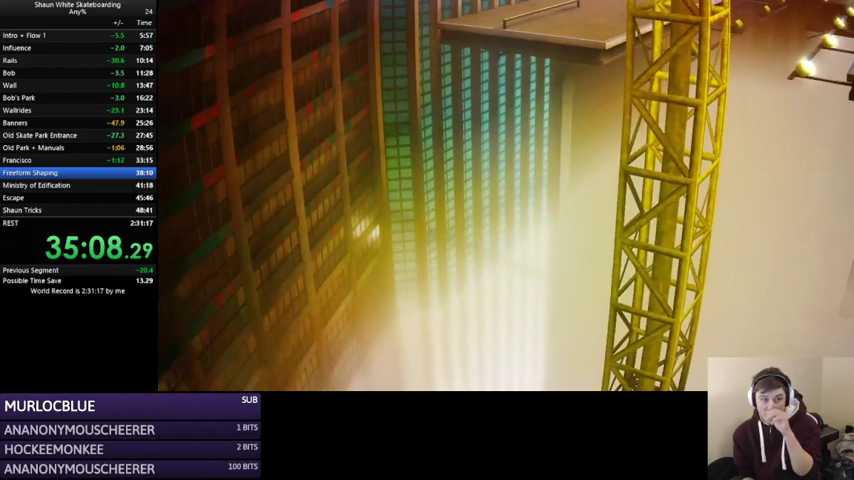 Shaun White Skateboarding
Any% 24
+/- Time
Intro + Flow 1 −5.5 5:57
Influence −2.0 7:05
Rails −30.6 10:14
Bob −3.5 11:28
Wall −10.8 13:47
Bob's Park −3.0 16:22
Wallrides −23.1 23:14
Banners −47.9 25:26
Old Skate Park Entrance −27.3 27:45
Old Park + Manuals −1:06 28:56
Francisco −1:12 33:15
Freeform Shaping 38:10
Ministry of Edification 41:18
Escape 45:46
Shaun Tricks 48:41
REST 2:31:17
35:08.29
Previous Segment −20.4
Possible Time Save 13.29
World Record is 2:31:17 by me
MURLOCBLUE SUB
ANANONYMOUSCHEERER 1 BITS
HOCKEEMONKEE 2 BITS
ANANONYMOUSCHEERER 100 BITS